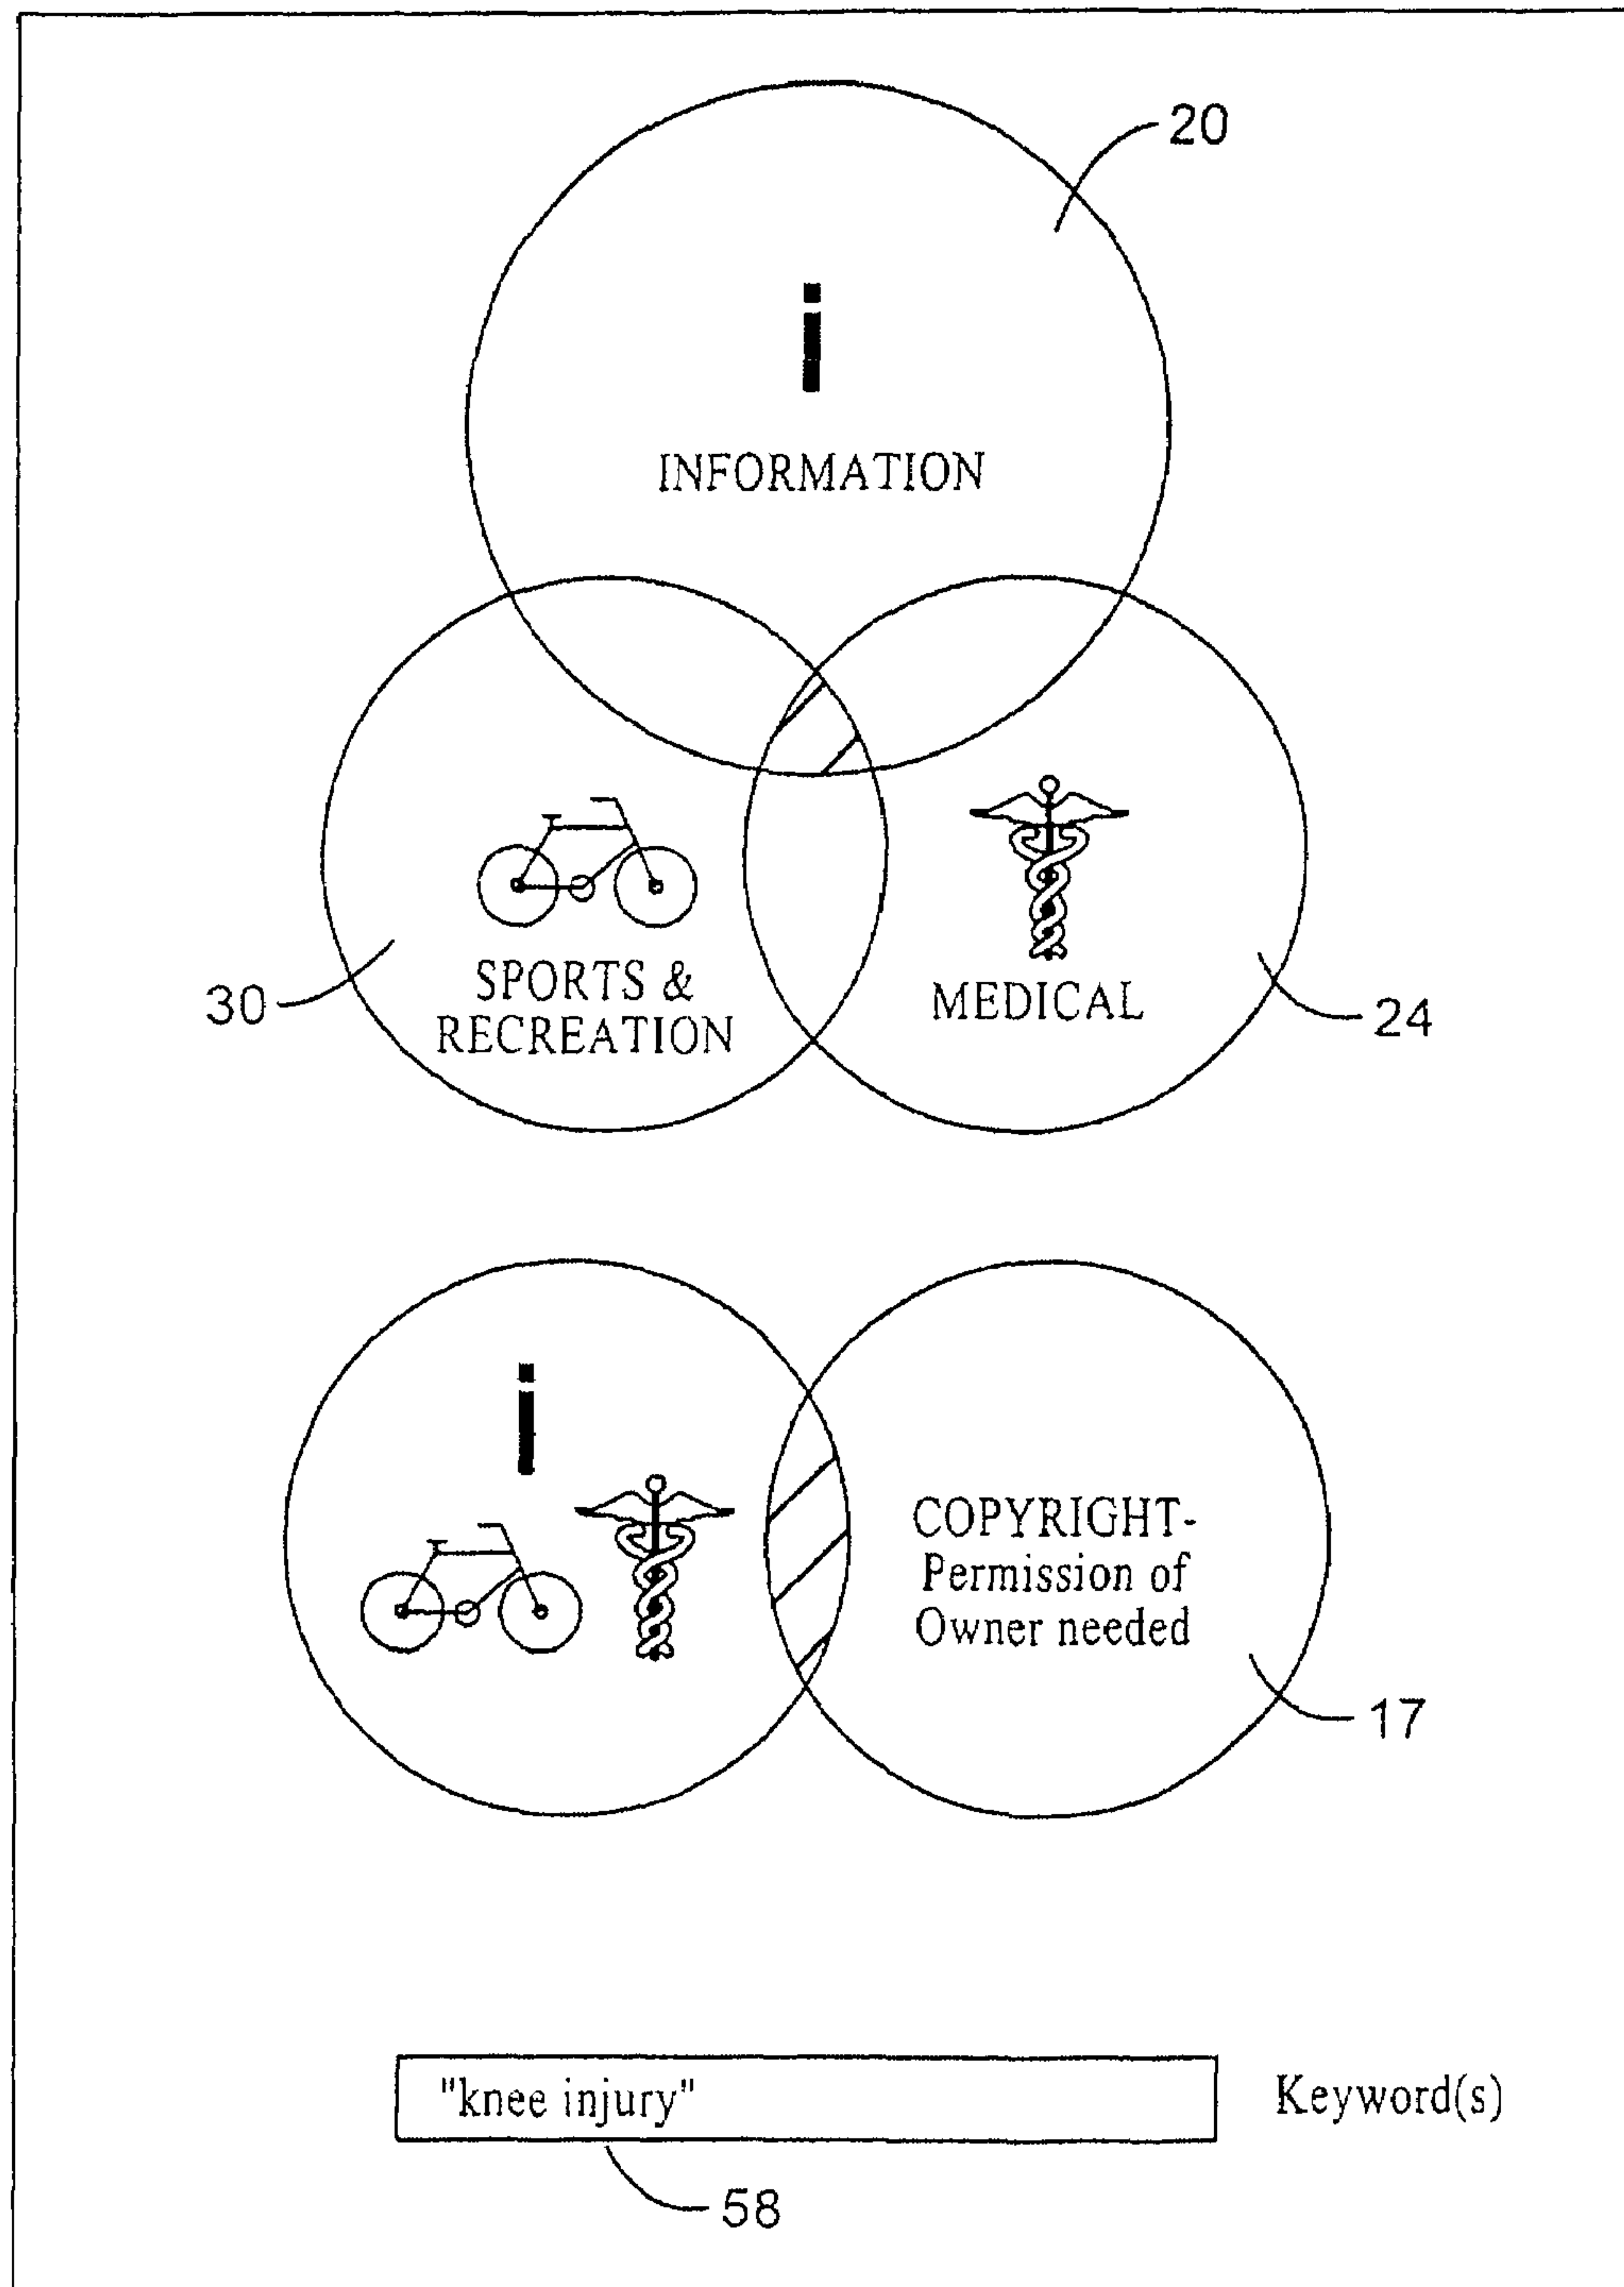 20
i
INFORMATION
SPORTS &
RECREATION
30
MEDICAL
24
i
COPYRIGHT-
Permission of
Owner needed
17
"knee injury"
Keyword(s)
58